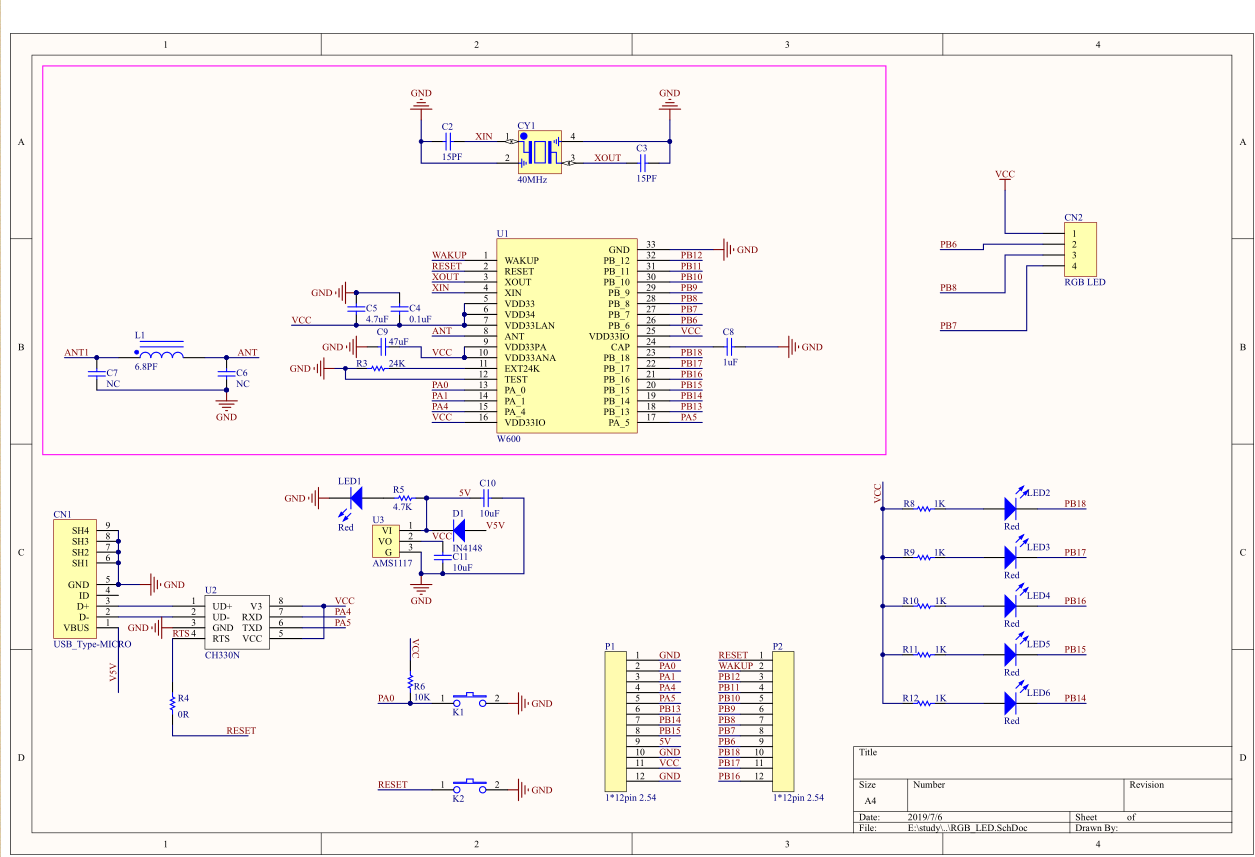 1 2 3 4
A A
B B
C C
D D
1 2 3 4
GND GND
C2 XIN 1 CY1 4
15PF 2 3 XOUT C3
40MHz 15PF
U1
WAKUP 1 WAKUP
RESET 2 RESET
XOUT 3 XOUT
XIN 4 XIN
5 VDD33
6 VDD34
7 VDD33LAN
ANT 8 ANT
9 VDD33PA
VCC 10 VDD33ANA
11 EXT24K
12 TEST
PA0 13 PA_0
PA1 14 PA_1
PA4 15 PA_4
VCC 16 VDD33IO
GND 33 GND
PB_12 32 PB12
PB_11 31 PB11
PB_10 30 PB10
PB_9 29 PB9
PB_8 28 PB8
PB_7 27 PB7
PB_6 26 PB6
VDD33IO 25 VCC
CAP 24
PB_18 23 PB18
PB_17 22 PB17
PB_16 21 PB16
PB_15 20 PB15
PB_14 19 PB14
PB_13 18 PB13
PA_5 17 PA5
W600
GND C5 C4
VCC 4.7uF 0.1uF
C9
GND 47uF
GND R3 24K
C8
1uF
GND
L1
ANT1 ANT
6.8PF
C7
NC
C6
NC
GND
VCC
CN2
PB6 1
2
PB8 3
4
PB7
RGB LED
CN1
SH4 9
SH3 8
SH2 7
SH1 6
GND 5 GND
ID 4
D+ 3
D- 2
VBUS 1
USB_Type-MICRO
V5V
U2
1 UD+ V3 8 VCC
2 UD- RXD 7 PA4
GND 3 GND TXD 6 PA5
RTS 4 RTS VCC 5
CH330N
R4
0R
RESET
LED1
GND R5
4.7K
Red
5V C10
10uF
U3
VI 1
VO 2
G 3
AMS1117
D1
V5V
VCC
IN4148
C11
10uF
GND
VCC
R6
10K
PA0 1 2 GND
K1
RESET 1 2 GND
K2
P1
1 GND
2 PA0
3 PA1
4 PA4
5 PA5
6 PB13
7 PB14
8 PB15
9 5V
10 GND
11 VCC
12 GND
1*12pin 2.54
P2
RESET 1
WAKUP 2
PB12 3
PB11 4
PB10 5
PB9 6
PB8 7
PB7 8
PB6 9
PB18 10
PB17 11
PB16 12
1*12pin 2.54
VCC
R8 1K LED2 PB18
Red
R9 1K LED3 PB17
Red
R10 1K LED4 PB16
Red
R11 1K LED5 PB15
Red
R12 1K LED6 PB14
Red
Title
Size Number Revision
A4
Date: 2019/7/6 Sheet of
File: E:\study\..\RGB_LED.SchDoc Drawn By: